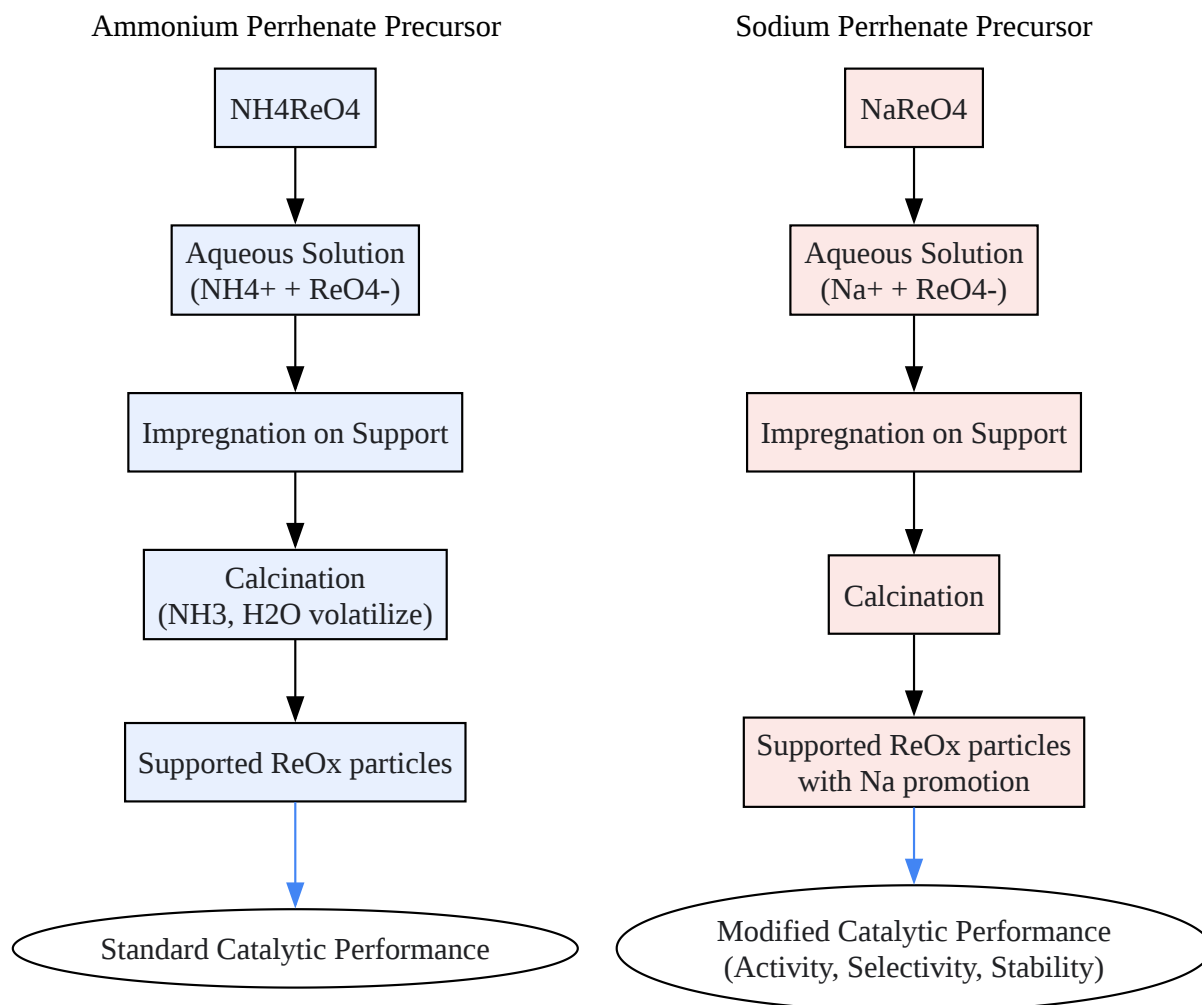 Ammonium Perrhenate Precursor
NH4ReO4
Aqueous Solution
(NH4+ + ReO4-)
Impregnation on Support
Calcination
(NH3, H2O volatilize)
Supported ReOx particles
Standard Catalytic Performance
Sodium Perrhenate Precursor
NaReO4
Aqueous Solution
(Na+ + ReO4-)
Impregnation on Support
Calcination
Supported ReOx particles
with Na promotion
Modified Catalytic Performance
(Activity, Selectivity, Stability)